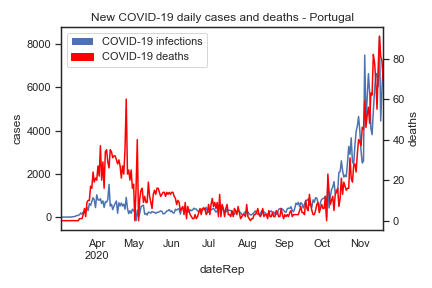 New COVID-19 daily cases and deaths - Portugal
COVID-19 infections
COVID-19 deaths
8000
6000
4000
2000
0
cases
80
60
40
20
0
deaths
Apr May Jun Jul Aug Sep Oct Nov
2020
dateRep